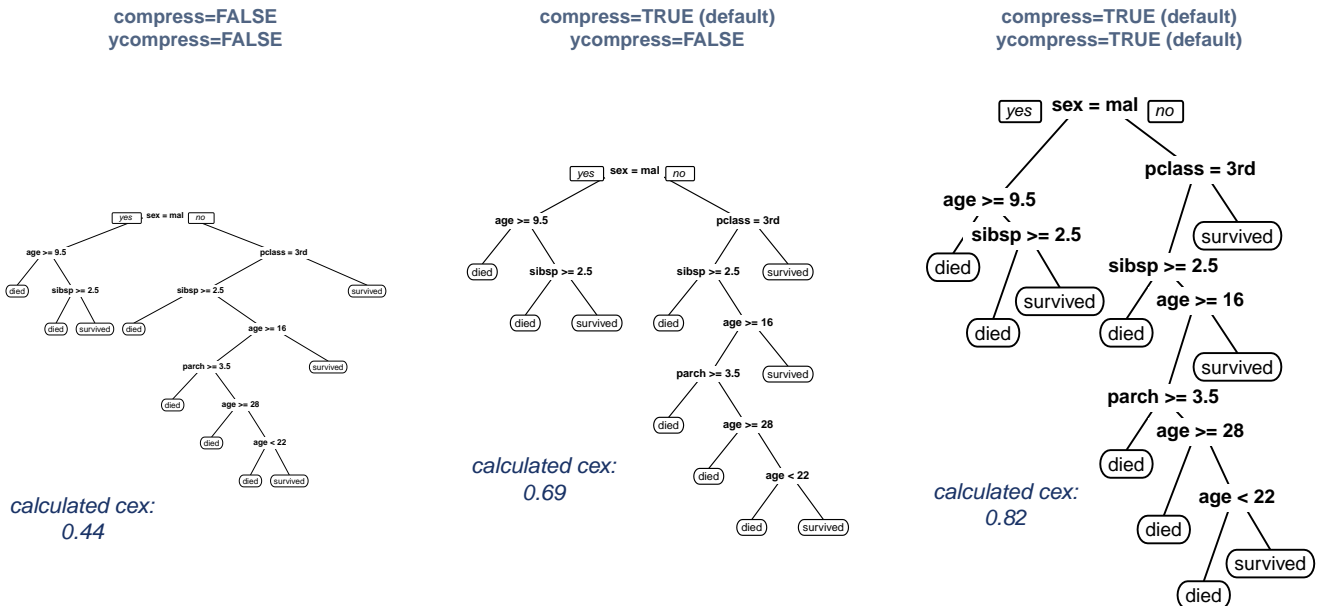 compress=FALSE
ycompress=FALSE
yes sex = mal no
age >= 9.5 pclass = 3rd
died sibsp >= 2.5 sibsp >= 2.5 survived
died survived died age >= 16
parch >= 3.5 survived
died age >= 28
died age < 22
died survived
calculated cex:
0.44
compress=TRUE (default)
ycompress=FALSE
yes sex = mal no
age >= 9.5 pclass = 3rd
died sibsp >= 2.5 sibsp >= 2.5 survived
died survived died age >= 16
parch >= 3.5 survived
died age >= 28
died age < 22
died survived
calculated cex:
0.69
compress=TRUE (default)
ycompress=TRUE (default)
yes sex = mal no
pclass = 3rd
age >= 9.5
sibsp >= 2.5 survived
died sibsp >= 2.5
survived age >= 16
died died
survived
parch >= 3.5
age >= 28
died
age < 22
died
survived
died
calculated cex:
0.82